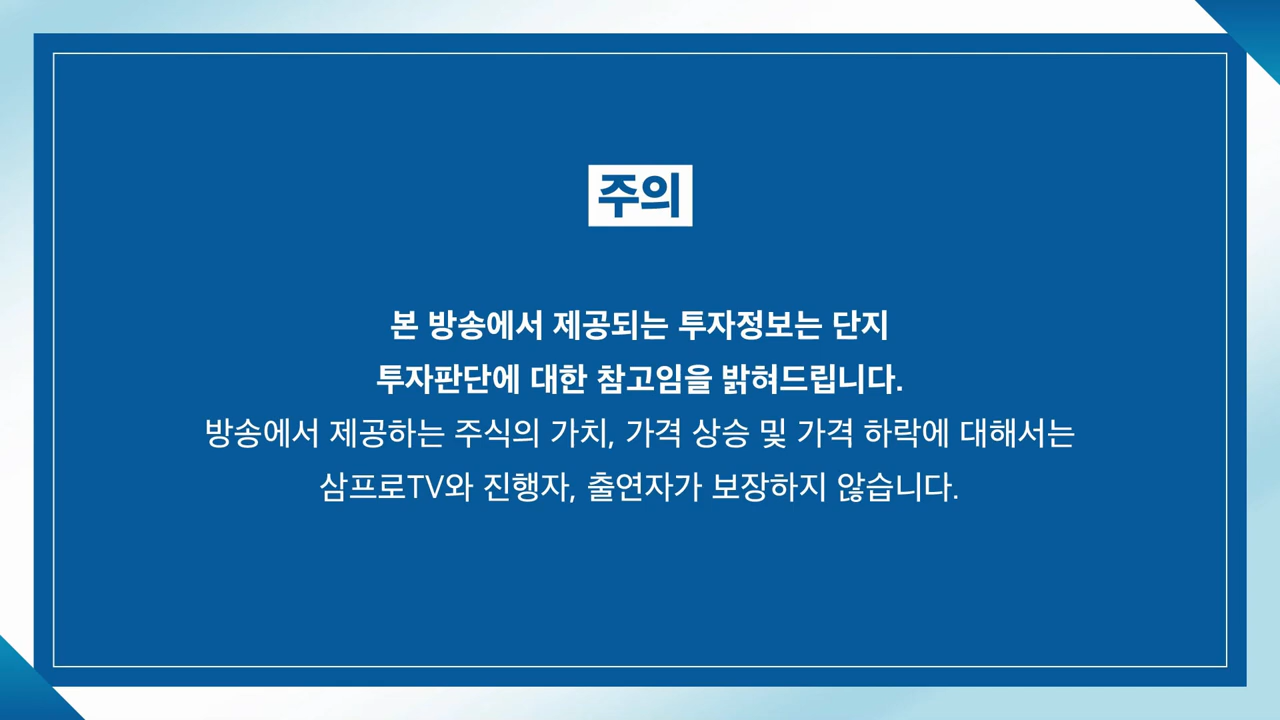 주의
본 방송에서 제공되는 투자정보는 단지
투자판단에 대한 참고임을 밝혀드립니다.
방송에서 제공하는 주식의 가치, 가격 상승 및 가격 하락에 대해서는
삼프로TV와 진행자, 출연자가 보장하지 않습니다.